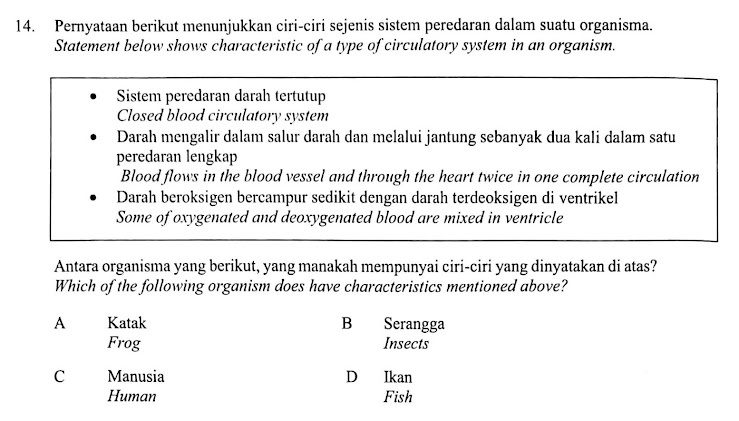 14. Pernyataan berikut menunjukkan ciri-ciri sejenis sistem peredaran dalam suatu organisma.
Statement below shows characteristic of a type of circulatory system in an organism.
• Sistem peredaran darah tertutup
Closed blood circulatory system
• Darah mengalir dalam salur darah dan melalui jantung sebanyak dua kali dalam satu
peredaran lengkap
Blood flows in the blood vessel and through the heart twice in one complete circulation
• Darah beroksigen bercampur sedikit dengan darah terdeoksigen di ventrikel
Some of oxygenated and deoxygenated blood are mixed in ventricle
Antara organisma yang berikut, yang manakah mempunyai ciri-ciri yang dinyatakan di atas?
Which of the following organism does have characteristics mentioned above?
A Katak
Frog
B Serangga
Insects
C Manusia
Human
D Ikan
Fish